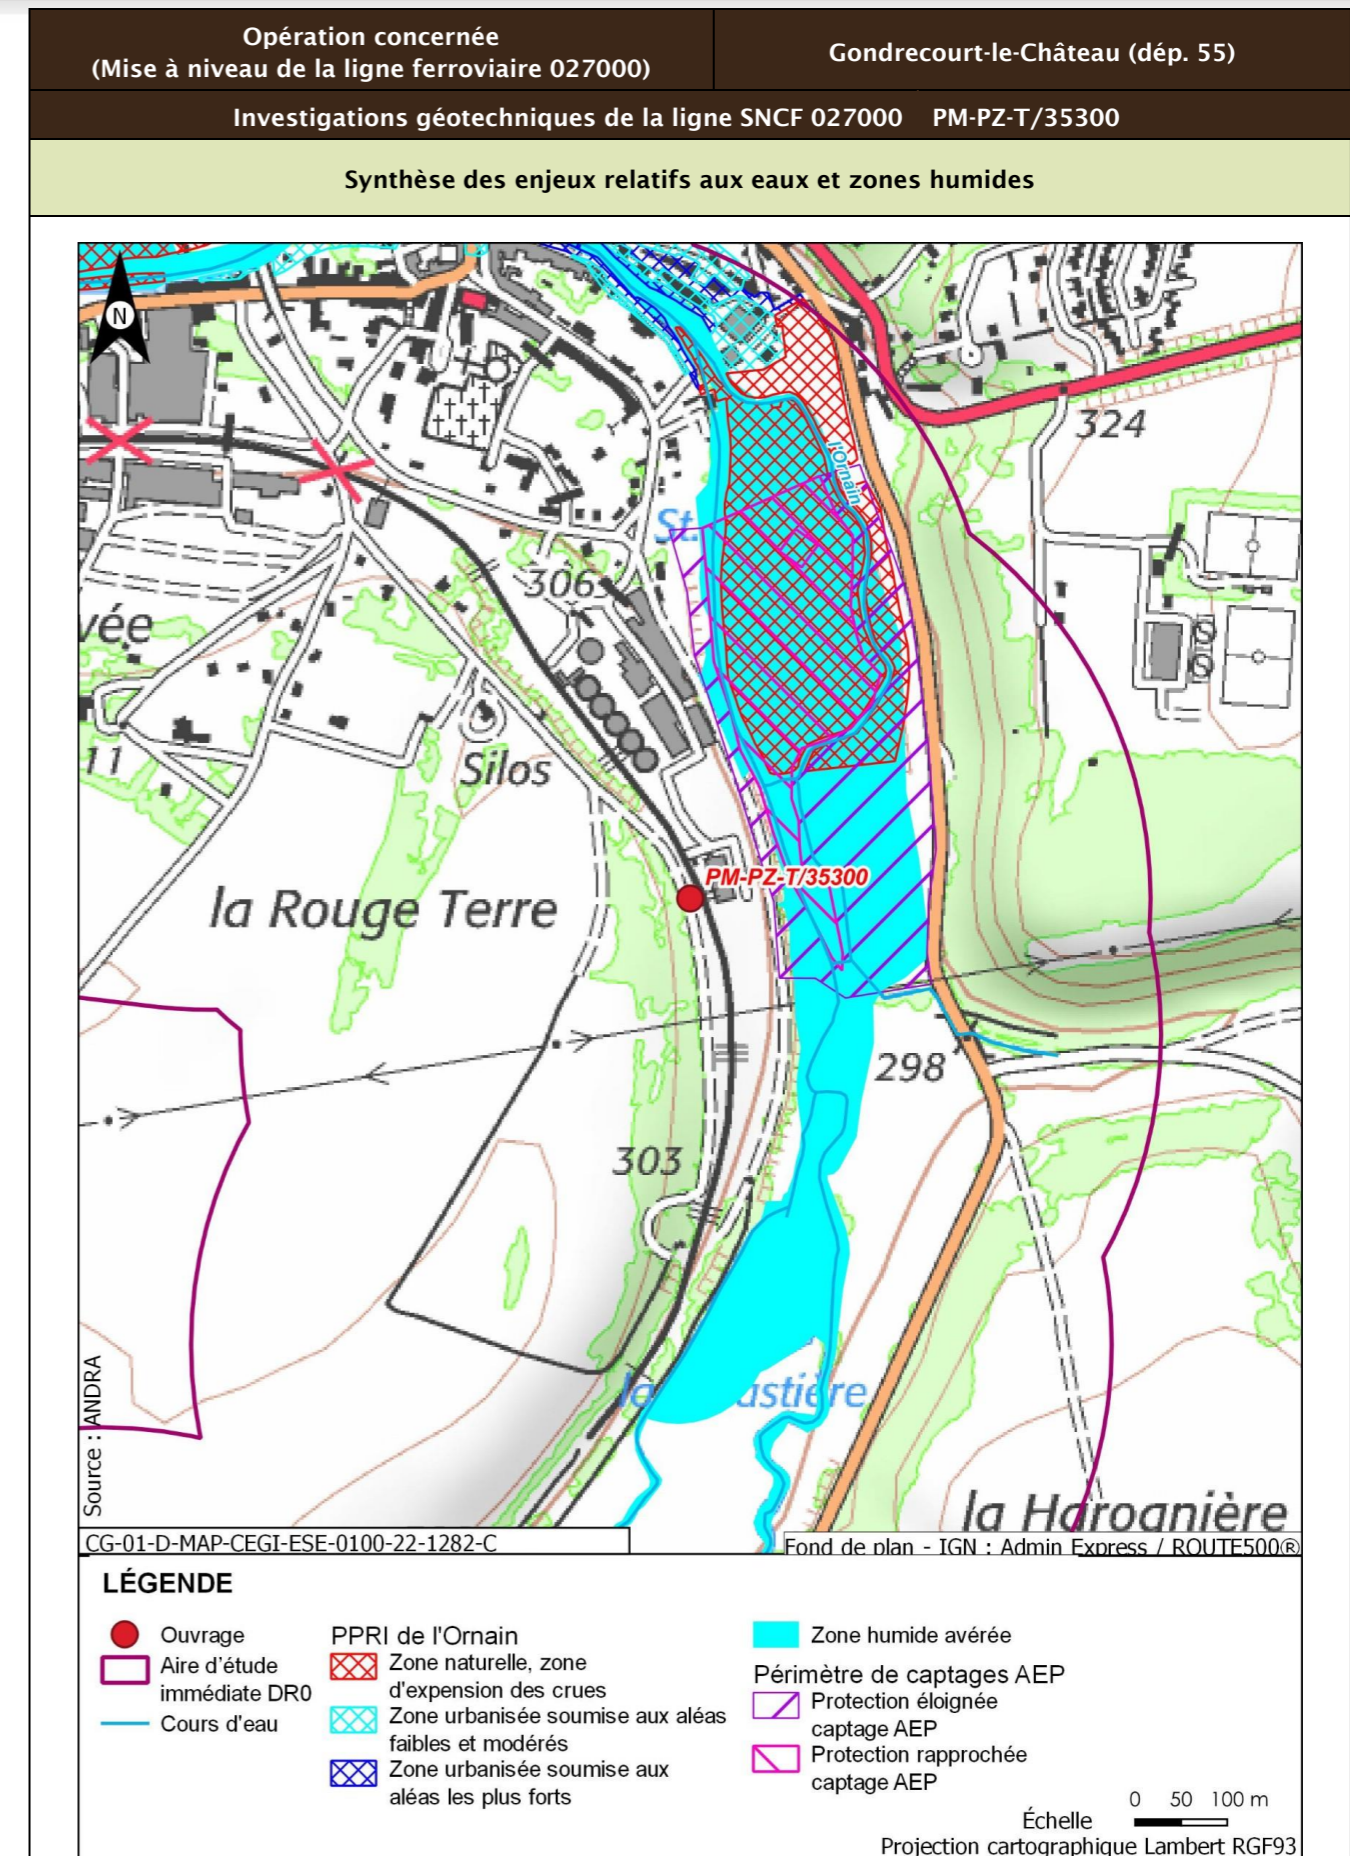 Opération concernée
(Mise à niveau de la ligne ferroviaire 027000)
Gondrecourt-le-Château (dép. 55)
Investigations géotechniques de la ligne SNCF 027000 PM-PZ-T/35300
Synthèse des enjeux relatifs aux eaux et zones humides
N
324
l'Ornain
St.
306
vée
11
Silos
PM-PZ-T/35300
la Rouge Terre
298
303
la
astière
la Harognière
Source : ANDRA
CG-01-D-MAP-CEGI-ESE-0100-22-1282-C
Fond de plan - IGN : Admin Express / ROUTE500®
LÉGENDE
Ouvrage
Aire d'étude
immédiate DR0
Cours d'eau
PPRI de l'Ornain
Zone naturelle, zone
d'expension des crues
Zone urbanisée soumise aux aléas
faibles et modérés
Zone urbanisée soumise aux
aléas les plus forts
Zone humide avérée
Périmètre de captages AEP
Protection éloignée
captage AEP
Protection rapprochée
captage AEP
0 50 100 m
Échelle
Projection cartographique Lambert RGF93